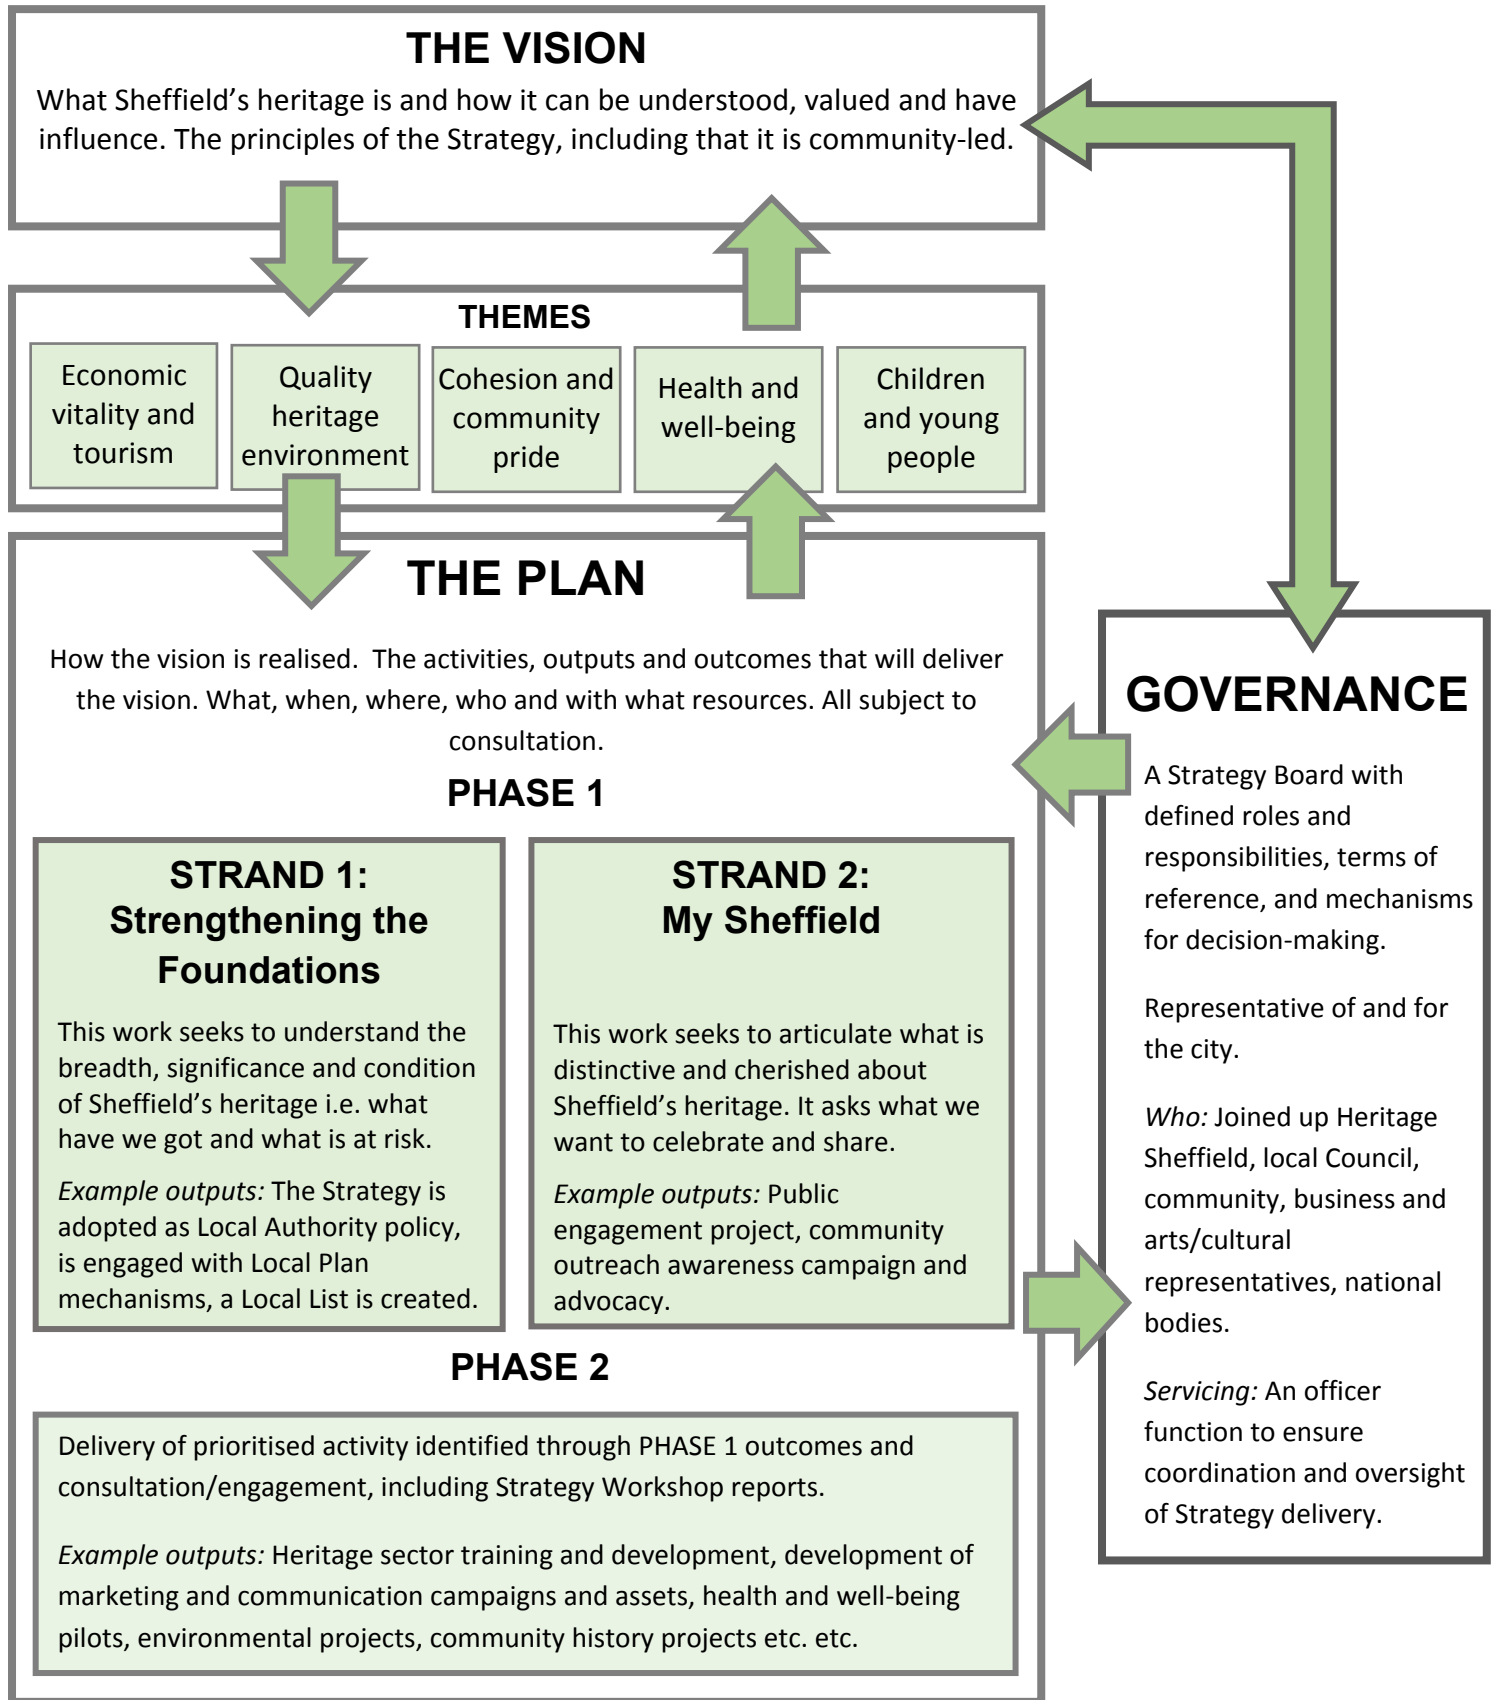 THE VISION
What Sheffield’s heritage is and how it can be understood, valued and have
influence. The principles of the Strategy, including that it is community-led.
THEMES
Economic
vitality and
tourism
Quality
heritage
environment
Cohesion and
community
pride
Health and
well-being
Children
and young
people
THE PLAN
How the vision is realised.  The activities, outputs and outcomes that will deliver
the vision. What, when, where, who and with what resources. All subject to
consultation.
PHASE 1
STRAND 1:
Strengthening the
Foundations
This work seeks to understand the
breadth, significance and condition
of Sheffield’s heritage i.e. what
have we got and what is at risk.
Example outputs: The Strategy is
adopted as Local Authority policy,
is engaged with Local Plan
mechanisms, a Local List is created.
STRAND 2:
My Sheffield
This work seeks to articulate what is
distinctive and cherished about
Sheffield’s heritage. It asks what we
want to celebrate and share.
Example outputs: Public
engagement project, community
outreach awareness campaign and
advocacy.
PHASE 2
Delivery of prioritised activity identified through PHASE 1 outcomes and
consultation/engagement, including Strategy Workshop reports.
Example outputs: Heritage sector training and development, development of
marketing and communication campaigns and assets, health and well-being
pilots, environmental projects, community history projects etc. etc.
GOVERNANCE
A Strategy Board with
defined roles and
responsibilities, terms of
reference, and mechanisms
for decision-making.
Representative of and for
the city.
Who: Joined up Heritage
Sheffield, local Council,
community, business and
arts/cultural
representatives, national
bodies.
Servicing: An officer
function to ensure
coordination and oversight
of Strategy delivery.